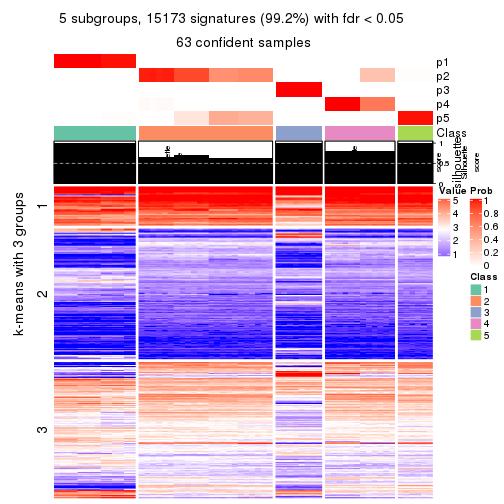 5 subgroups, 15173 signatures (99.2%) with fdr < 0.05
63 confident samples
p1
p2
p3
p4
p5
Class
1
0.5
0
silhouette
Silhouette
score
k-means with 3 groups
1
2
3
Value
5
4
3
2
1
Prob
1
0.8
0.6
0.4
0.2
0
Class
1
2
3
4
5